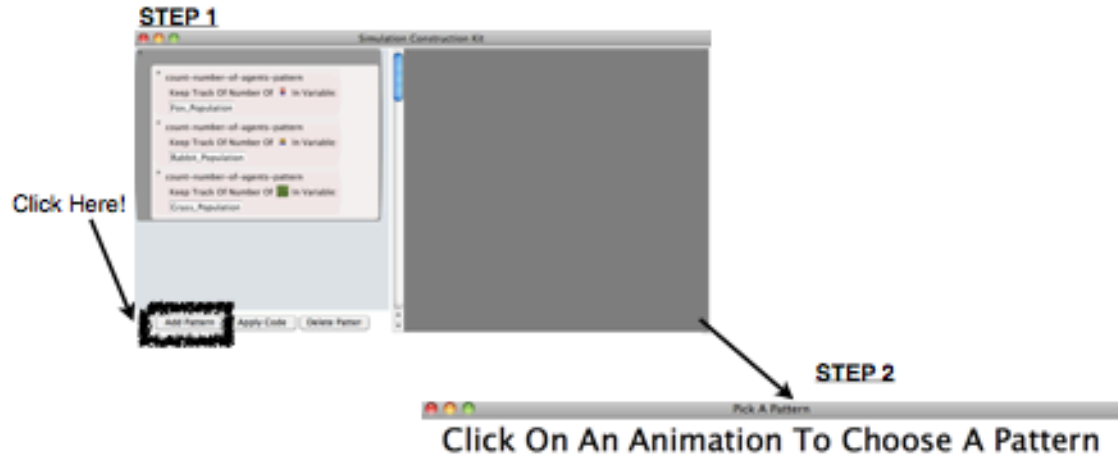 STEP 1
Simulation Construction Kit
count-number-of-agents-pattern
Keep Track Of Number Of In Variable:
Fox_Population
count-number-of-agents-pattern
Keep Track Of Number Of In Variable:
Rabbit_Population
count-number-of-agents-pattern
Keep Track Of Number Of In Variable:
Grass_Population
Click Here!
Add Pattern Apply Code Delete Patter
STEP 2
Pick A Pattern
Click On An Animation To Choose A Pattern